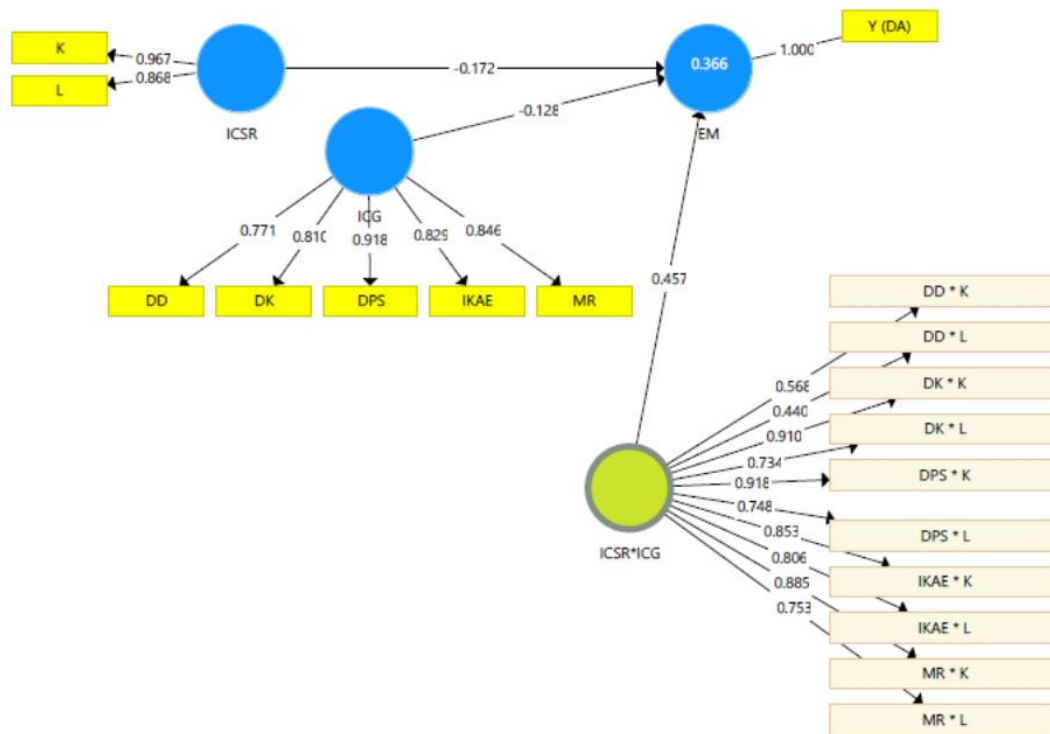 K
0.967
L
0.868
ICSR
-0.172
0.366
EM
1.000
Y (DA)
-0.128
ICG
0.771
0.810
0.918
0.829
0.846
DD
DK
DPS
IKAE
MR
0.457
ICSR*ICG
0.568
0.440
0.910
0.734
0.918
0.748
0.853
0.806
0.885
0.753
DD * K
DD * L
DK * K
DK * L
DPS * K
DPS * L
IKAE * K
IKAE * L
MR * K
MR * L